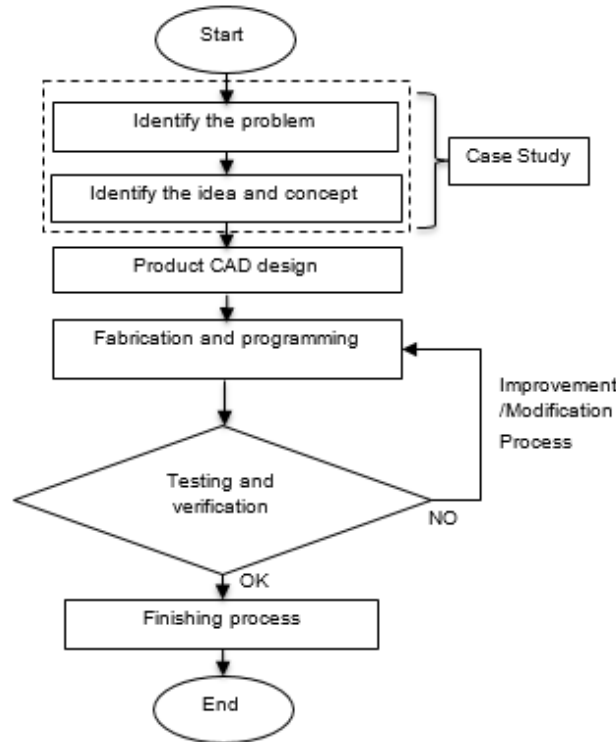 Start
Identify the problem
Identify the idea and concept
Case Study
Product CAD design
Fabrication and programming
Improvement
/Modification
Process
Testing and
verification
NO
OK
Finishing process
End